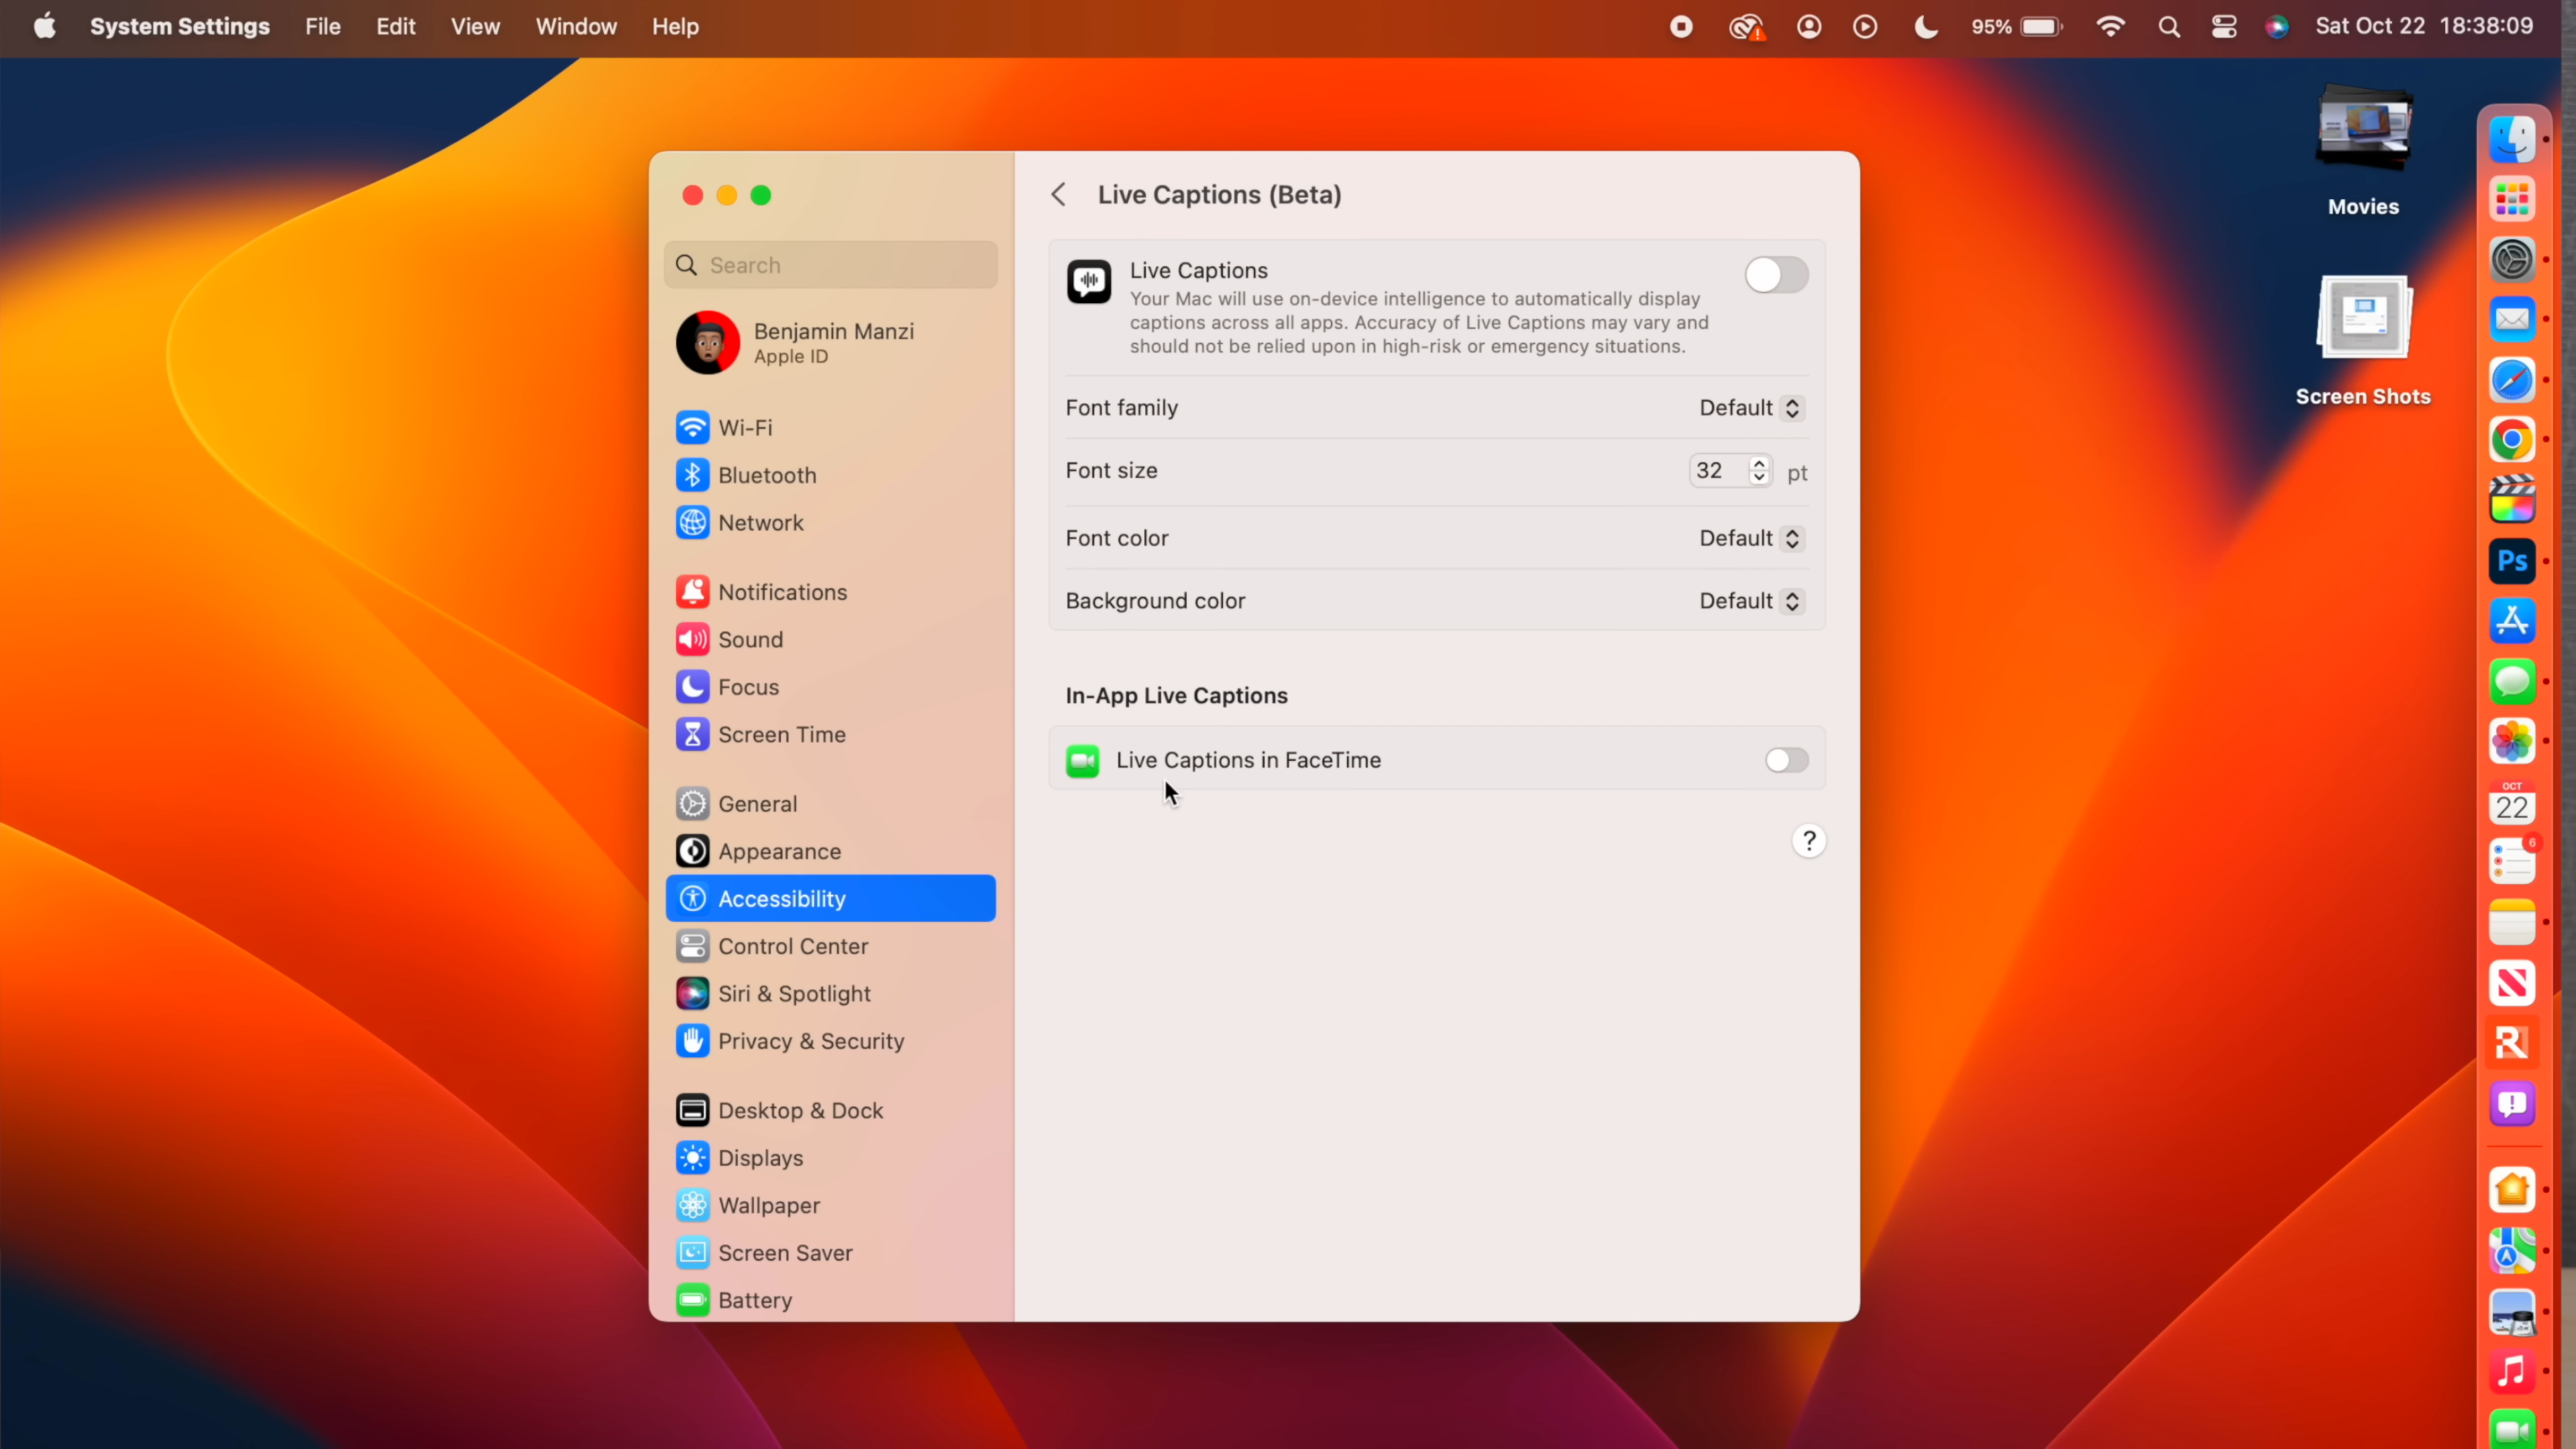 System Settings File Edit View Window Help 95% Sat Oct 22 18:38:09
Search
Benjamin Manzi
Apple ID
Wi-Fi
Bluetooth
Network
Notifications
Sound
Focus
Screen Time
General
Appearance
Accessibility
Control Center
Siri & Spotlight
Privacy & Security
Desktop & Dock
Displays
Wallpaper
Screen Saver
Battery
Live Captions (Beta)
Live Captions
Your Mac will use on-device intelligence to automatically display
captions across all apps. Accuracy of Live Captions may vary and
should not be relied upon in high-risk or emergency situations.
Font family Default
Font size 32 pt
Font color Default
Background color Default
In-App Live Captions
Live Captions in FaceTime
?
Movies
Screen Shots
Ps
OCT
22
6